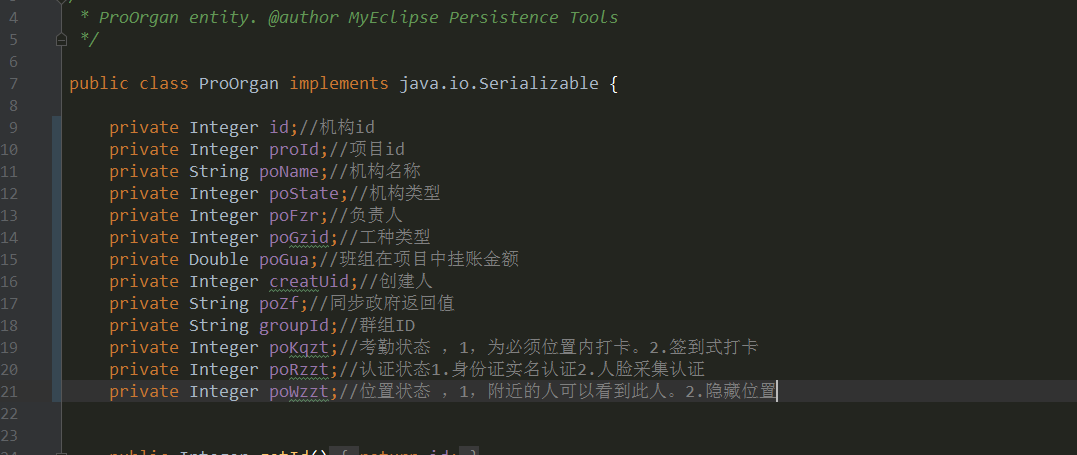 4 * ProOrgan entity. @author MyEclipse Persistence Tools
5 */
6
7 public class ProOrgan implements java.io.Serializable {
8
9 private Integer id;//机构id
10 private Integer proId;//项目id
11 private String poName;//机构名称
12 private Integer poState;//机构类型
13 private Integer poFzr;//负责人
14 private Integer poGzid;//工种类型
15 private Double poGua;//班组在项目中挂账金额
16 private Integer creatUid;//创建人
17 private String poZf;//同步政府返回值
18 private String groupId;//群组ID
19 private Integer poKqzt;//考勤状态 ，1，为必须位置内打卡。2.签到式打卡
20 private Integer poRzzt;//认证状态1.身份证实名认证2.人脸采集认证
21 private Integer poWzzt;//位置状态 ，1，附近的人可以看到此人。2.隐藏位置
22
23
public Integer getId() { return id; }